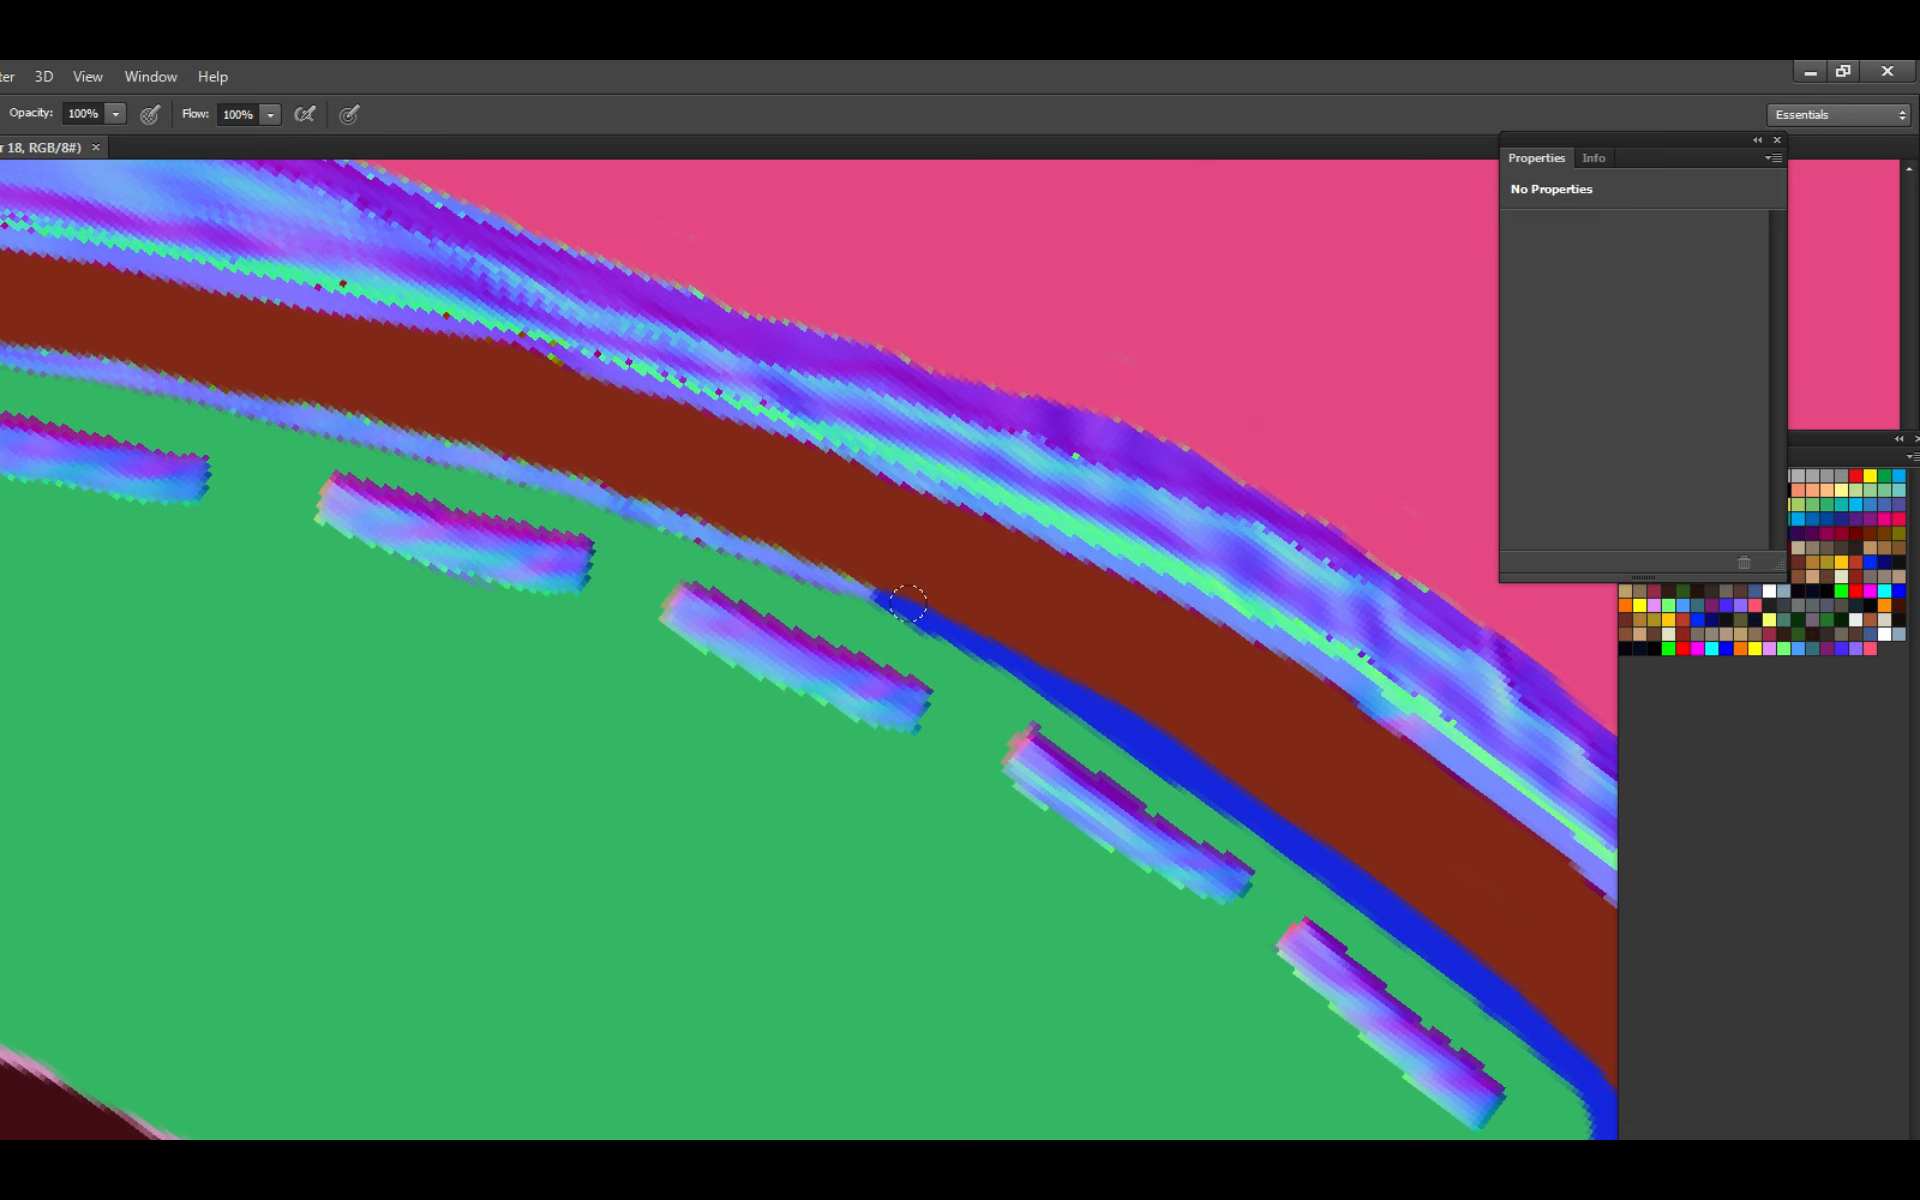 ter 3D View Window Help
Opacity: 100% Flow: 100% Essentials
r 18, RGB/8#) ×
Properties Info
No Properties